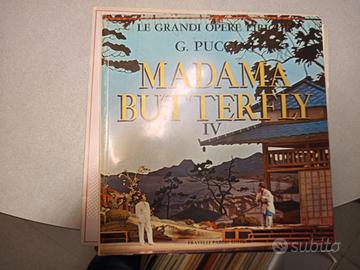 LE GRANDI OPERE
G. PUCC
MADAMA
BUTTERFLY
IV
FRATELLI FABBRI
subito